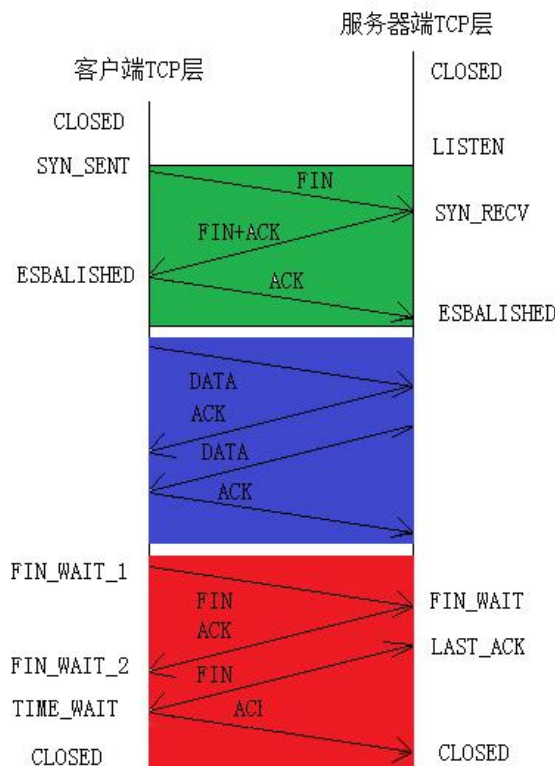 服务器端TCP层
客户端TCP层
CLOSED
CLOSED
LISTEN
SYN_SENT
FIN
SYN_RECV
FIN+ACK
ESBALISHED
ACK
ESBALISHED
DATA
ACK
DATA
ACK
FIN_WAIT_1
FIN
FIN_WAIT
ACK
LAST_ACK
FIN_WAIT_2
FIN
TIME_WAIT
ACI
CLOSED
CLOSED